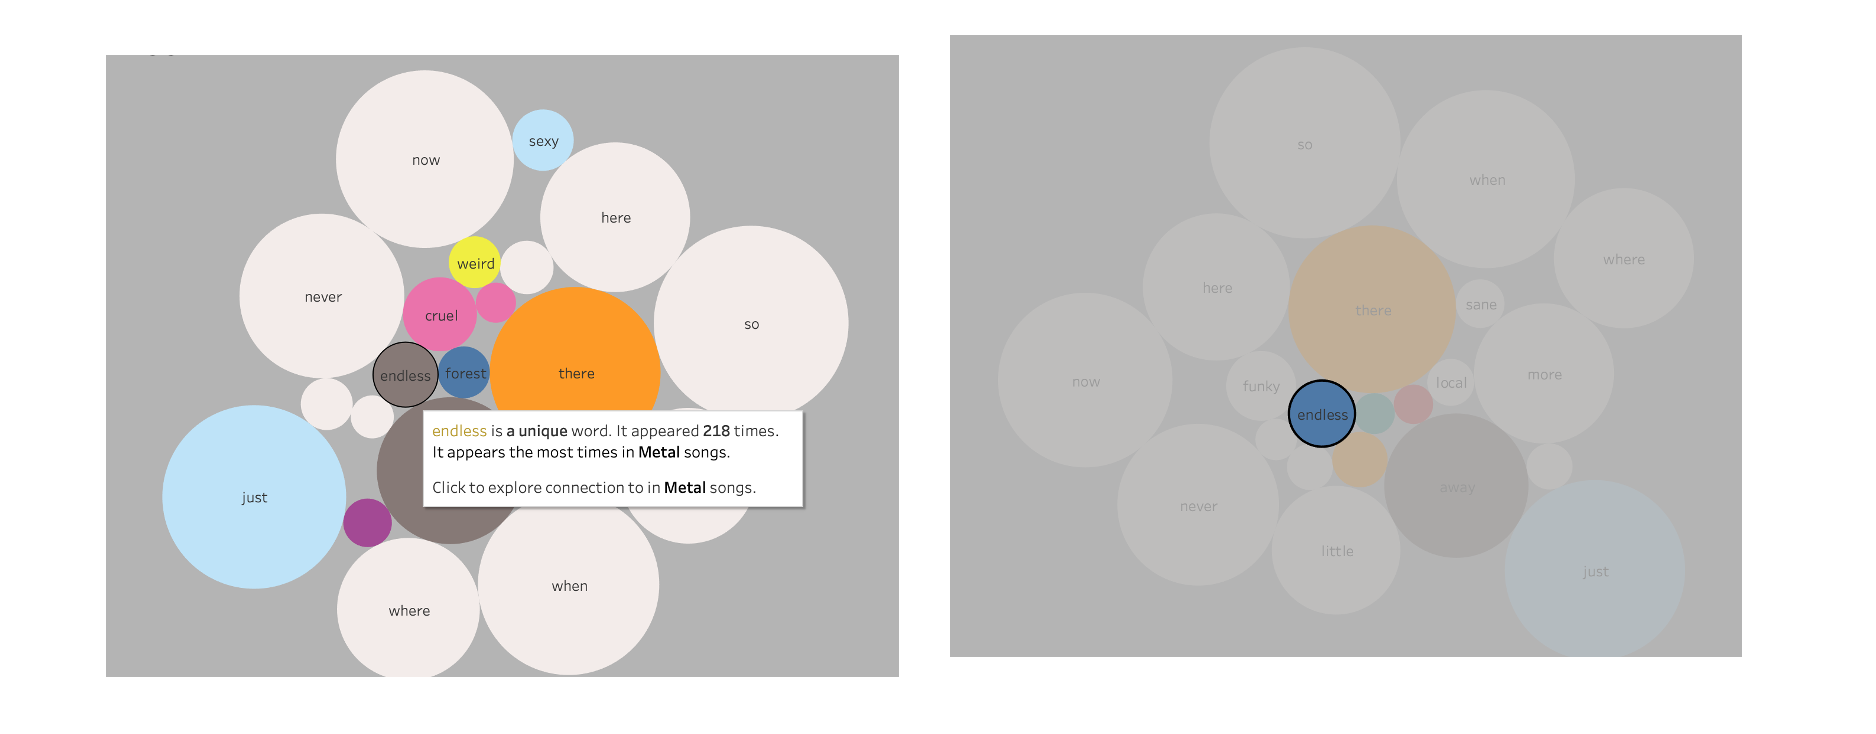 now
sexy
here
weird
never
cruel
so
endless
forest
there
endless is a unique word. It appeared 218 times.
It appears the most times in Metal songs.
Click to explore connection to in Metal songs.
just
where
when
so
when
where
here
there
sane
now
funky
local
more
endless
away
never
little
just